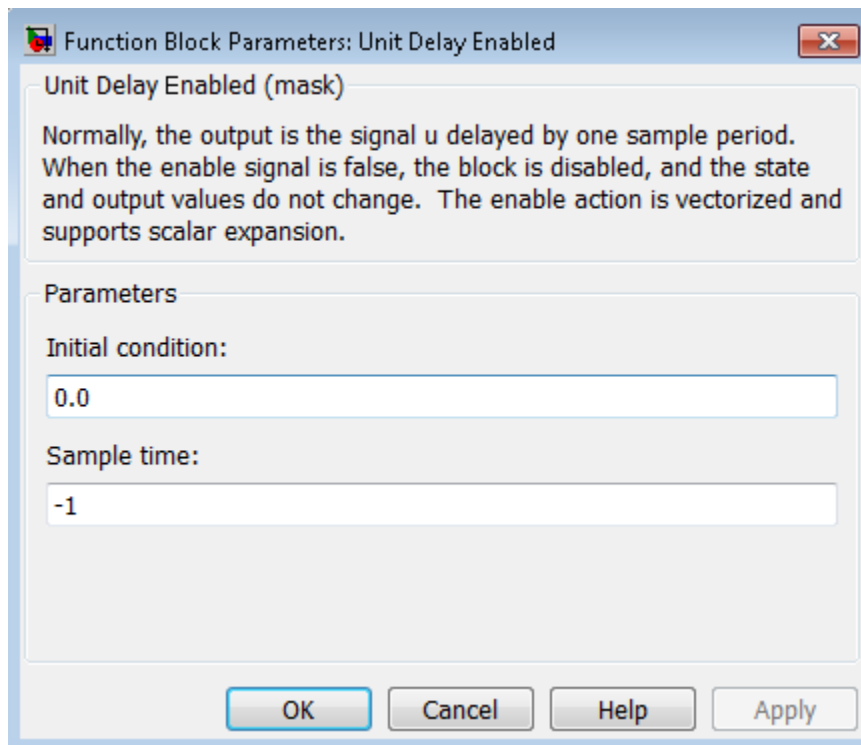 Function Block Parameters: Unit Delay Enabled
Unit Delay Enabled (mask)
Normally, the output is the signal u delayed by one sample period.
When the enable signal is false, the block is disabled, and the state
and output values do not change.  The enable action is vectorized and
supports scalar expansion.
Parameters
Initial condition:
0.0
Sample time:
-1
OK Cancel Help Apply